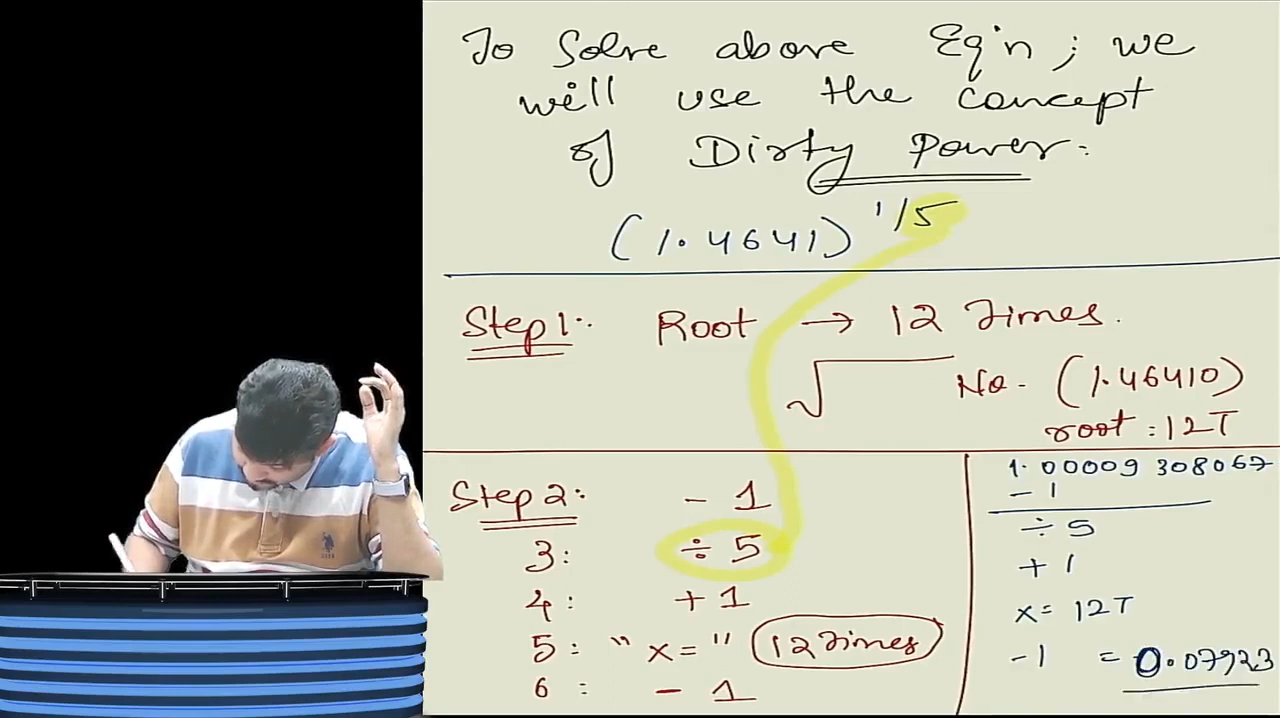 To Solve above Eq'n ; we
will use the concept
of Dirty Power:
(1.4641)^1/5
Step 1:- Root → 12 Times.
√ No. (1.46410)
root : 12T
Step 2: - 1
3: ÷ 5
4: + 1
5: "x=" 12 Times
6: - 1
1.00009308067
- 1
÷ 5
+ 1
x= 12T
- 1 = 0.07923